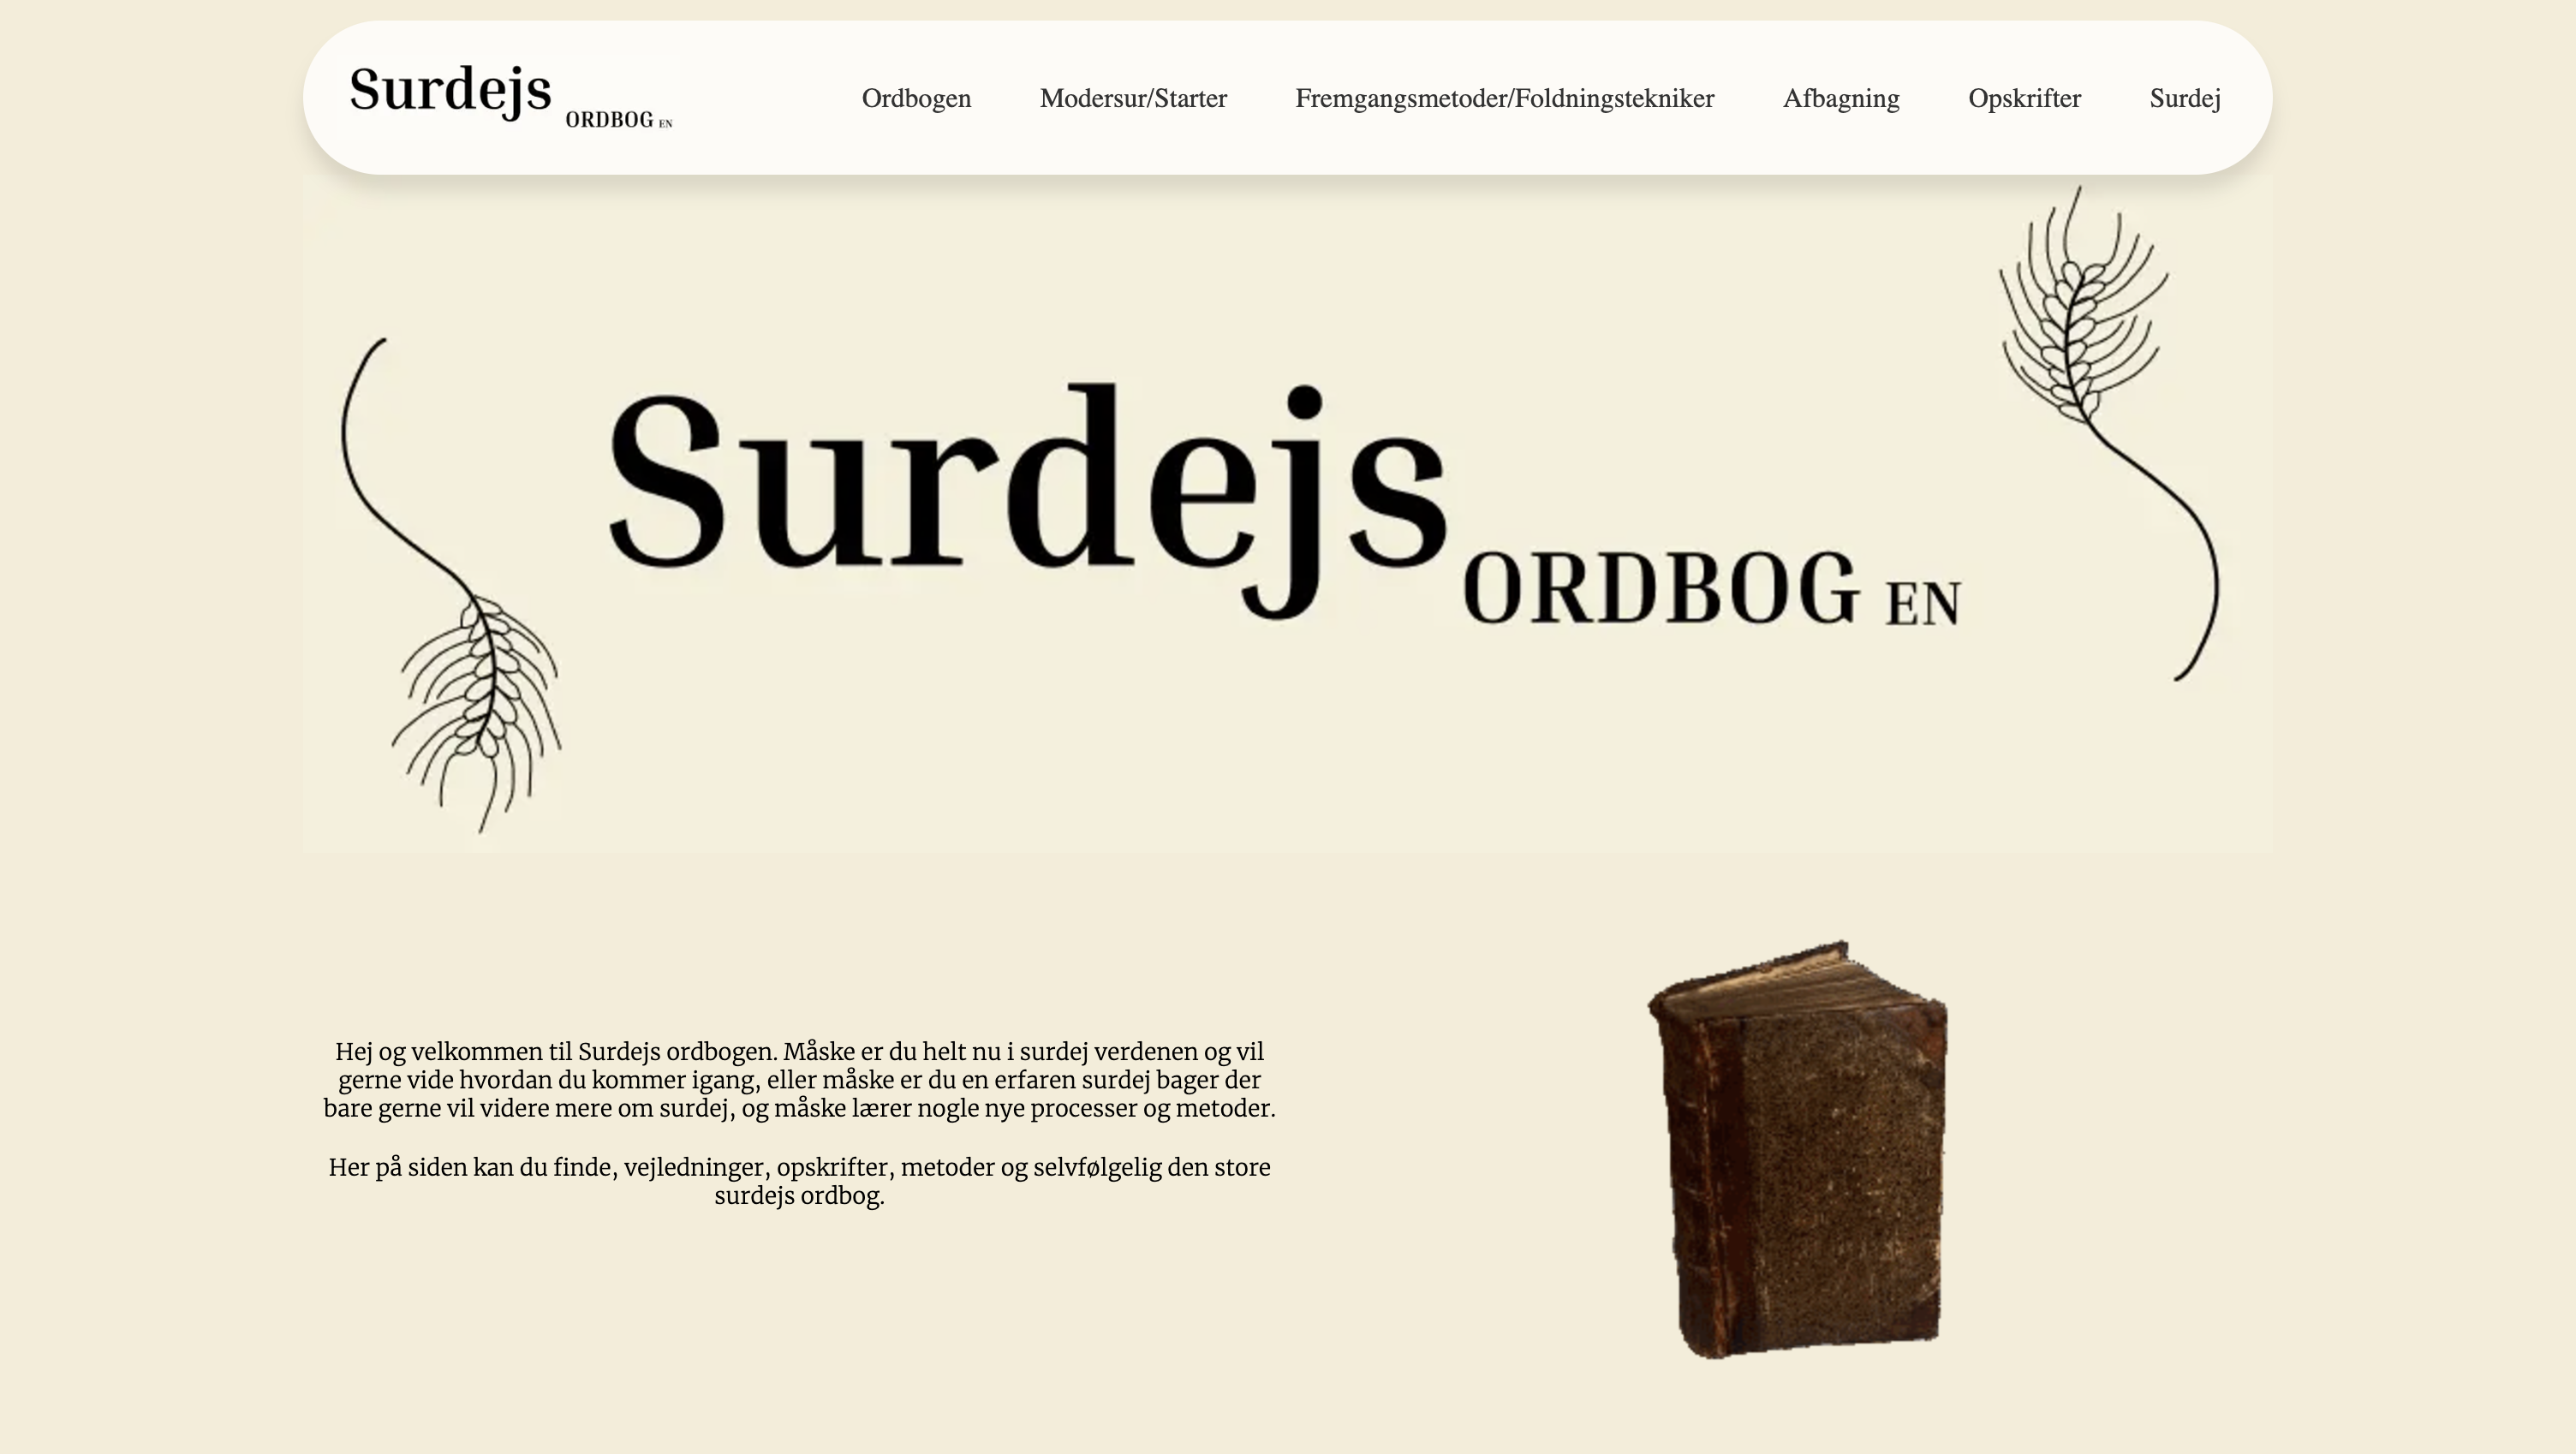 Surdejs ORDBOG EN
Ordbogen Modersur/Starter Fremgangsmetoder/Foldningstekniker Afbagning Opskrifter Surdej
Surdejs ORDBOG EN
Hej og velkommen til Surdejs ordbogen. Måske er du helt nu i surdej verdenen og vil
gerne vide hvordan du kommer igang, eller måske er du en erfaren surdej bager der
bare gerne vil videre mere om surdej, og måske lærer nogle nye processer og metoder.
Her på siden kan du finde, vejledninger, opskrifter, metoder og selvfølgelig den store
surdejs ordbog.